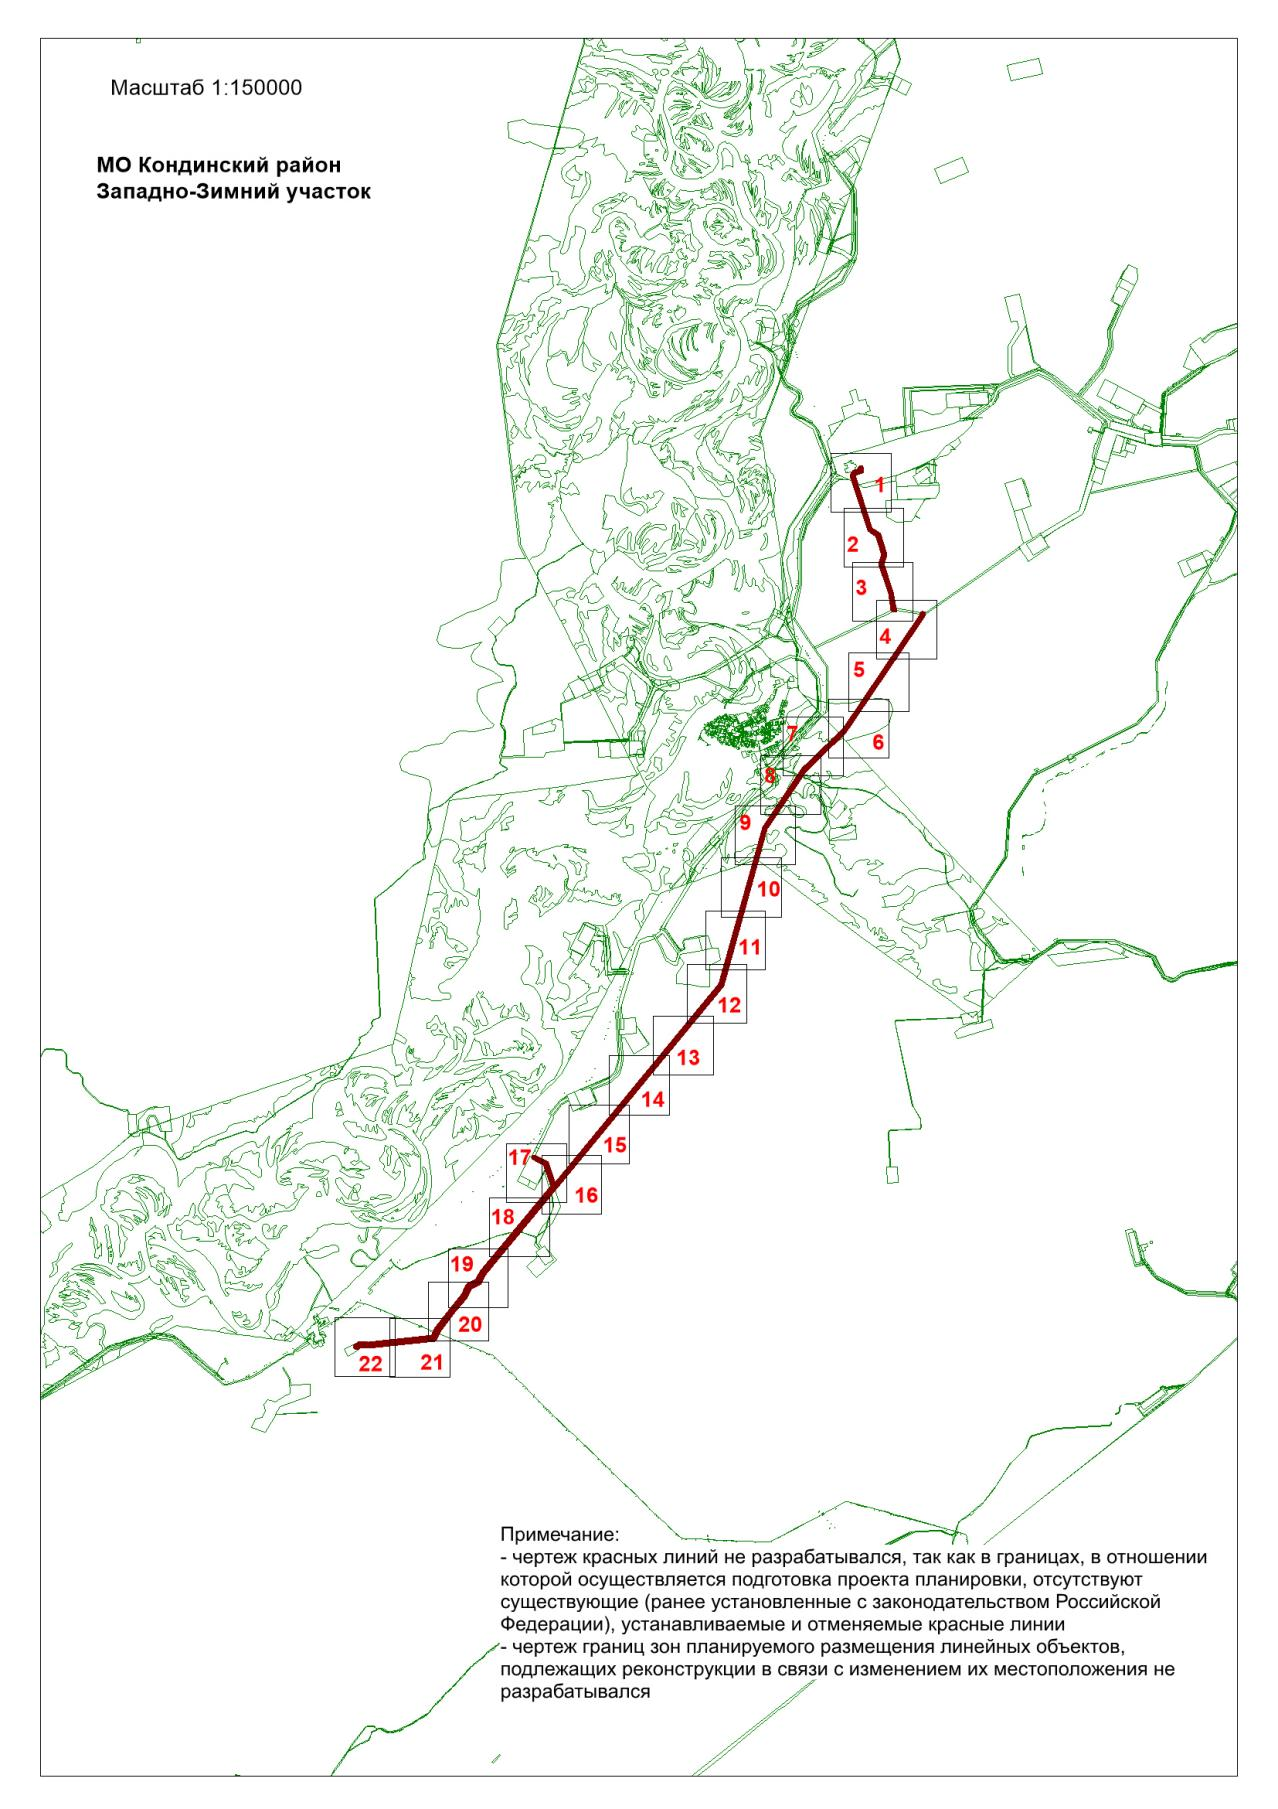 Масштаб 1:150000
МО Кондинский район
Западно-Зимний участок
1
2
3
4
5
6
7
8
9
10
11
12
13
14
15
16
17
18
19
20
21
22
Примечание:
- чертеж красных линий не разрабатывался, так как в границах, в отношении
которой осуществляется подготовка проекта планировки, отсутствуют
существующие (ранее установленные с законодательством Российской
Федерации), устанавливаемые и отменяемые красные линии
- чертеж границ зон планируемого размещения линейных объектов,
подлежащих реконструкции в связи с изменением их местоположения не
разрабатывался